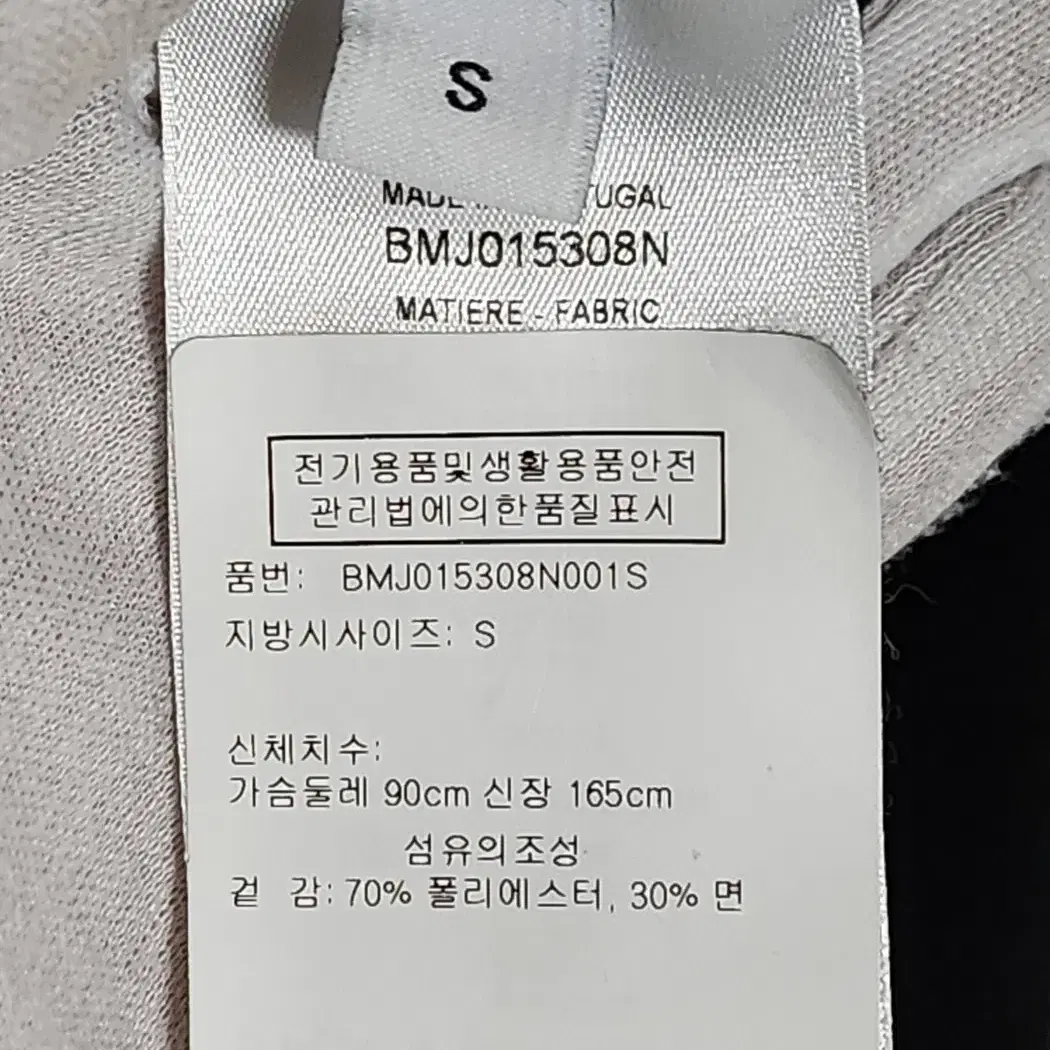 S
MADE UGAL
BMJ015308N
MATIERE - FABRIC
전기용품및생활용품안전
관리법에의한품질표시
품번: BMJ015308N001S
지방시사이즈: S
신체치수:
가슴둘레 90cm 신장 165cm
섬유의조성
겉 감: 70% 폴리에스터, 30% 면